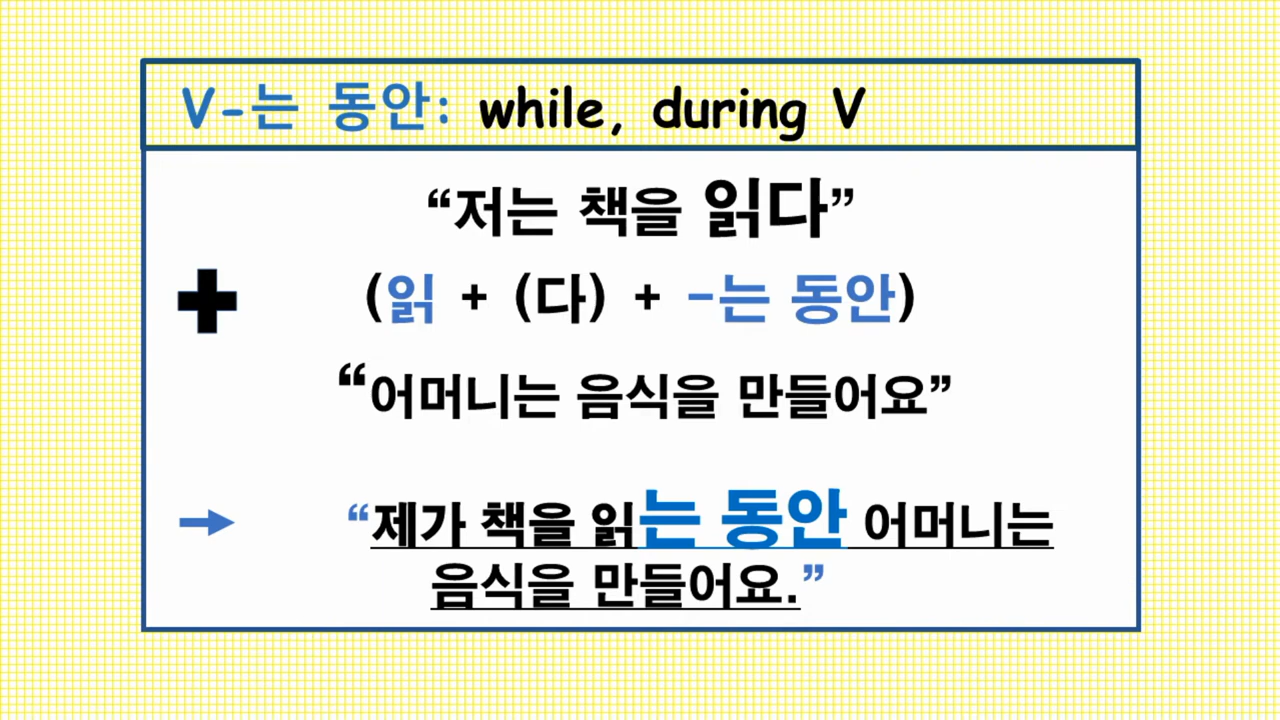 V-는 동안: while, during V
“저는 책을 읽다”
(읽 + (다) + -는 동안)
“어머니는 음식을 만들어요”
“제가 책을 읽는 동안 어머니는
음식을 만들어요.”